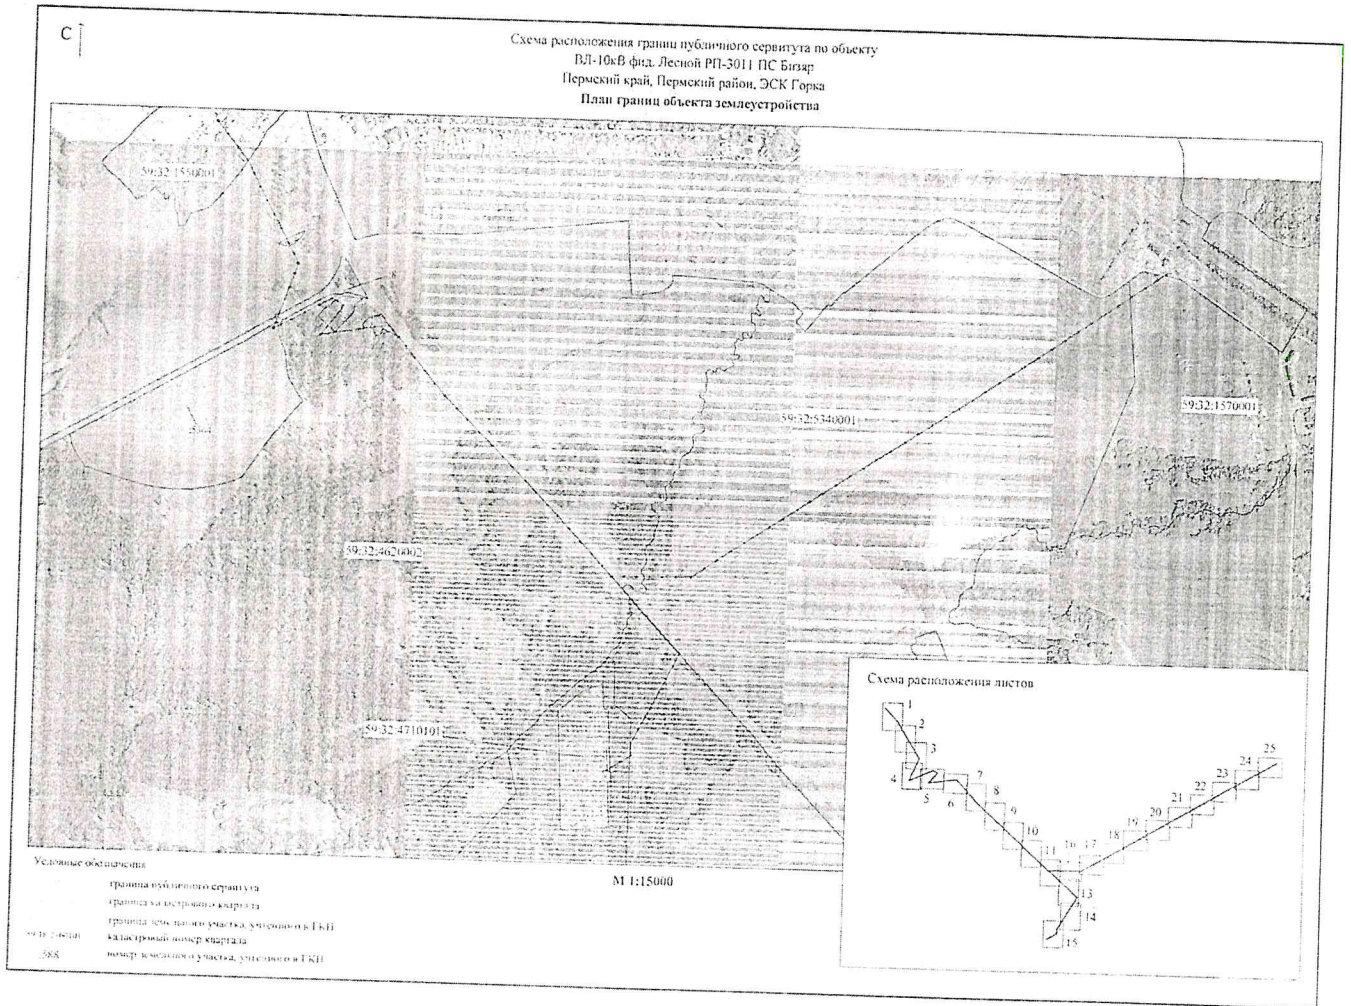 С
Схема расположения границ публичного сервитута по объекту
ВЛ-10кВ фид. Лесной РП-3011 ПС Бизяр
Пермский край, Пермский район, ЭСК Горка
План границ объекта землеустройства
59:32:1550001
59:32:5340001
59:32:1570001
59:32:4620002
59:32:4710101
Схема расположения листов
1
2
3
4
5
6
7
8
9
10
11
16
17
18
19
20
21
22
23
24
25
13
14
15
М 1:15000
Условные обозначения
граница публичного сервитута
граница кадастрового квартала
граница земельного участка, учтенного в ГКН
кадастровый номер квартала
:588
номер земельного участка, учтенного в ГКН